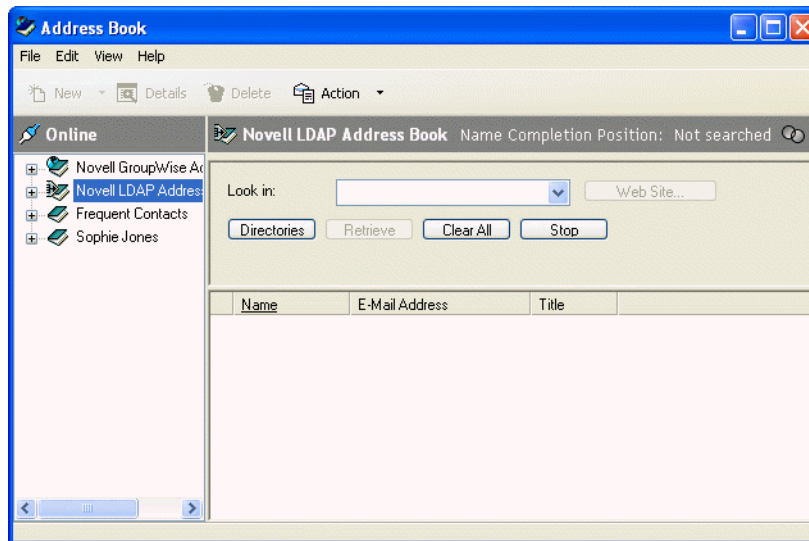 Address Book
File Edit View Help
New Details Delete Action
Online
Novell LDAP Address Book Name Completion Position: Not searched
Novell GroupWise Ad
Novell LDAP Addres
Frequent Contacts
Sophie Jones
Look in: Web Site...
Directories Retrieve Clear All Stop
Name E-Mail Address Title